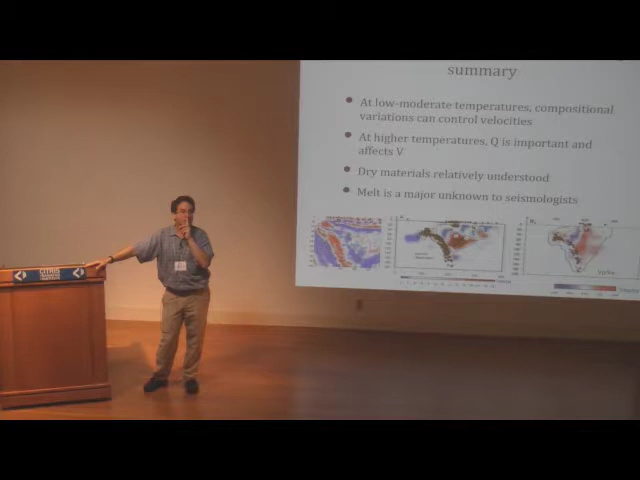 summary
At low-moderate temperatures, compositional
variations can control velocities
At higher temperatures, Q is important and
affects V
Dry materials relatively understood
Melt is a major unknown to seismologists
CITRIS